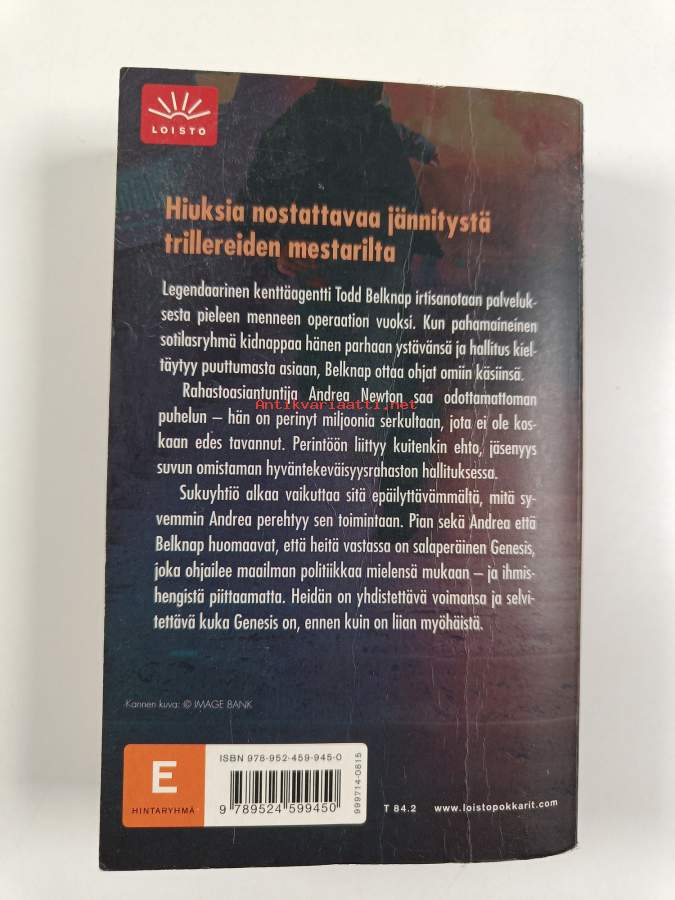 LOISTO
Hiuksia nostattavaa jännitystä
trillereiden mestarilta
Legendaarinen kenttäagentti Todd Belknap irtisanotaan palveluk-
sesta pieleen menneen operaation vuoksi. Kun pahamaineinen
sotilasryhmä kidnappaa hänen parhaan ystävänsä ja hallitus kiel-
täytyy puuttumasta asiaan, Belknap ottaa ohjat omiin käsiinsä.
Rahastoasiantuntija Andrea Newton saa odottamattoman
Antikvariaatti.net
puhelun – hän on perinyt miljoonia serkultaan, jota ei ole kos-
kaan edes tavannut. Perintöön liittyy kuitenkin ehto, jäsenyys
suvun omistaman hyväntekeväisyysrahaston hallituksessa.
Sukuyhtiö alkaa vaikuttaa sitä epäilyttävämmältä, mitä sy-
vemmin Andrea perehtyy sen toimintaan. Pian sekä Andrea että
Belknap huomaavat, että heitä vastassa on salaperäinen Genesis,
joka ohjailee maailman politiikkaa mielensä mukaan – ja ihmis-
hengistä piittaamatta. Heidän on yhdistettävä voimansa ja selvi-
tettävä kuka Genesis on, ennen kuin on liian myöhäistä.
Kannen kuva: © IMAGE BANK
E
HINTARYHMÄ
ISBN 978-952-459-945-0
9 789524 599450
999714-0815
T 84.2 www.loistopokkarit.com